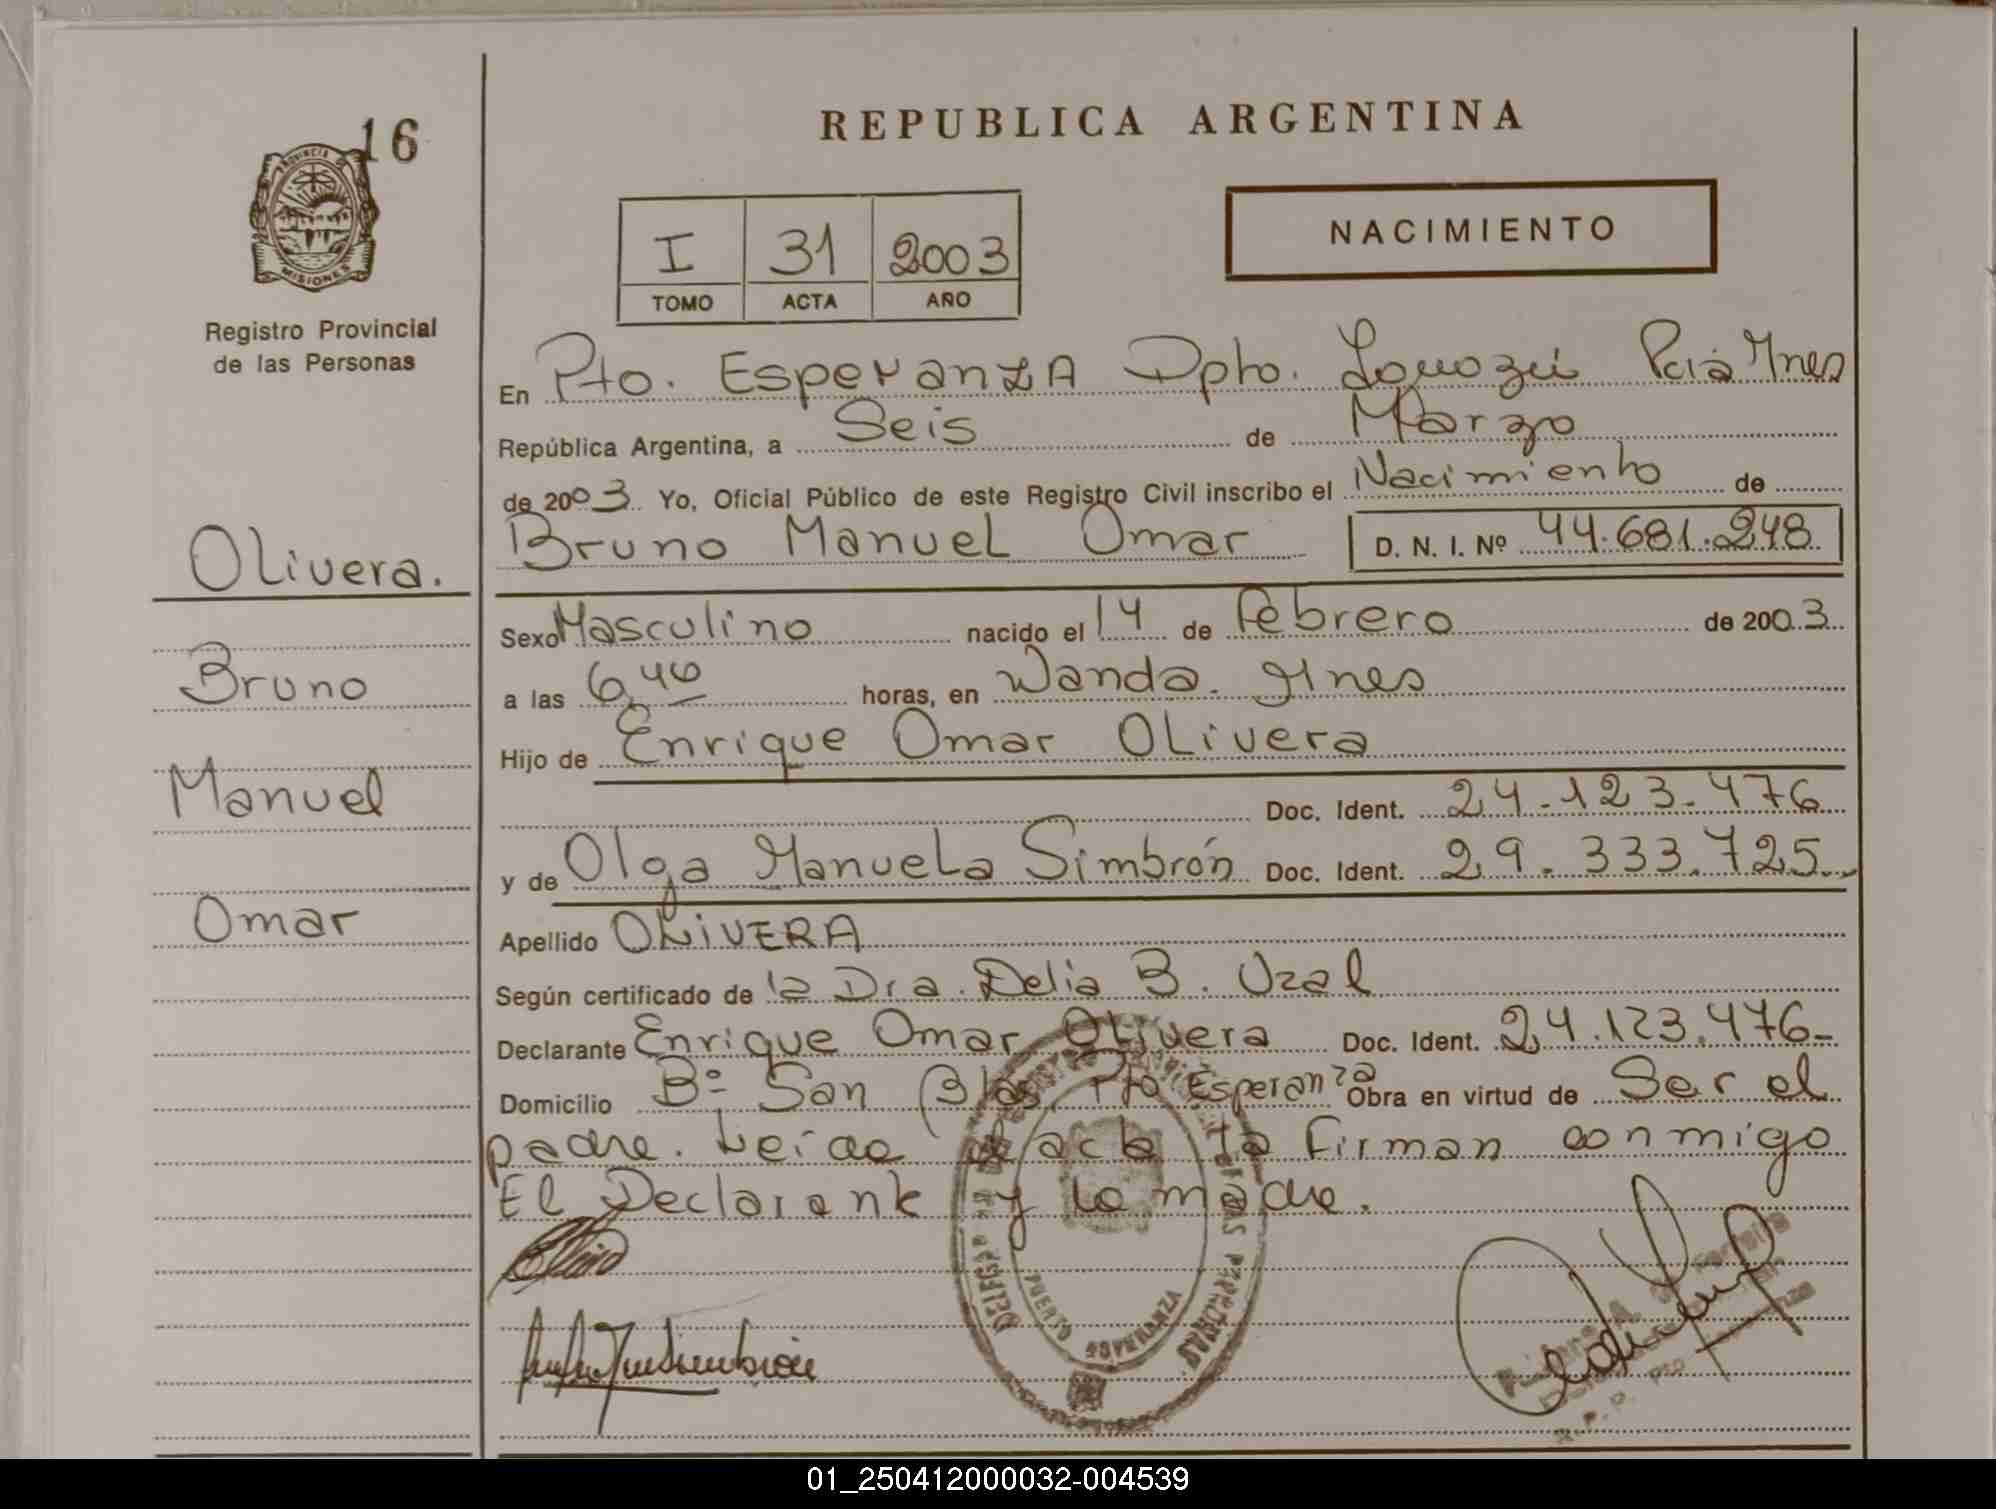 16
PROVINCIA DE
MISIONES
Registro Provincial
de las Personas
Olivera.
Bruno
Manuel
Omar
REPUBLICA ARGENTINA
I 31 2003
TOMO ACTA AÑO
NACIMIENTO
En Pto. Esperanza Dpto. Iguazú Pcia Mnes
República Argentina, a Seis de Marzo
de 2003 Yo, Oficial Público de este Registro Civil inscribo el Nacimiento de
Bruno Manuel Omar D. N. I. Nº 44.681.248
Sexo Masculino nacido el 14 de Febrero de 2003
a las 6,40 horas, en Wanda. Mnes
Hijo de Enrique Omar Olivera
Doc. Ident. 24.123.476
y de Olga Manuela Simbrón Doc. Ident. 29.333.725
Apellido OLIVERA
Según certificado de la Dra. Delia B. Uzal
Declarante Enrique Omar Olivera Doc. Ident. 24.123.476
Domicilio Bº San Blas Pto Esperanza Obra en virtud de Ser el
padre. Leída el acta la firman conmigo
El Declarante y la madre.
PUERTO ESPERANZA
01_250412000032-004539